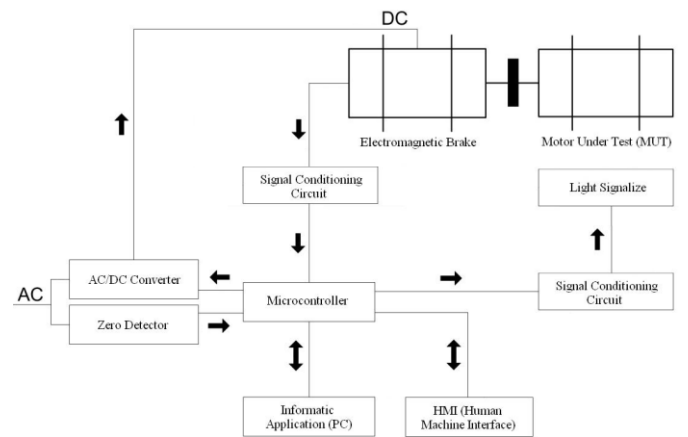 DC
Electromagnetic Brake
Motor Under Test (MUT)
Signal Conditioning
Circuit
Light Signalize
AC
AC/DC Converter
Microcontroller
Signal Conditioning
Circuit
Zero Detector
Informatic
Application (PC)
HMI (Human
Machine Interface)